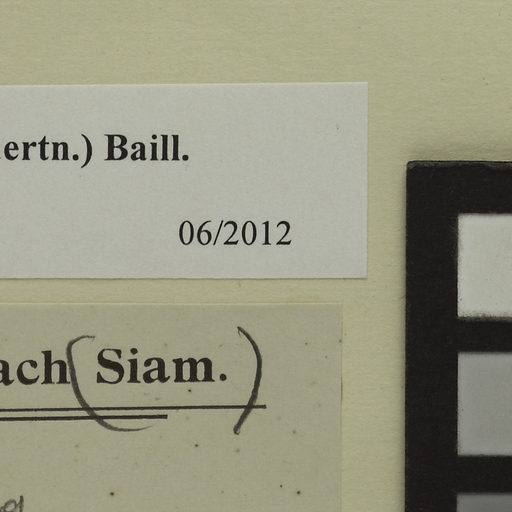 ertn.) Baill.
06/2012
ach (Siam.)